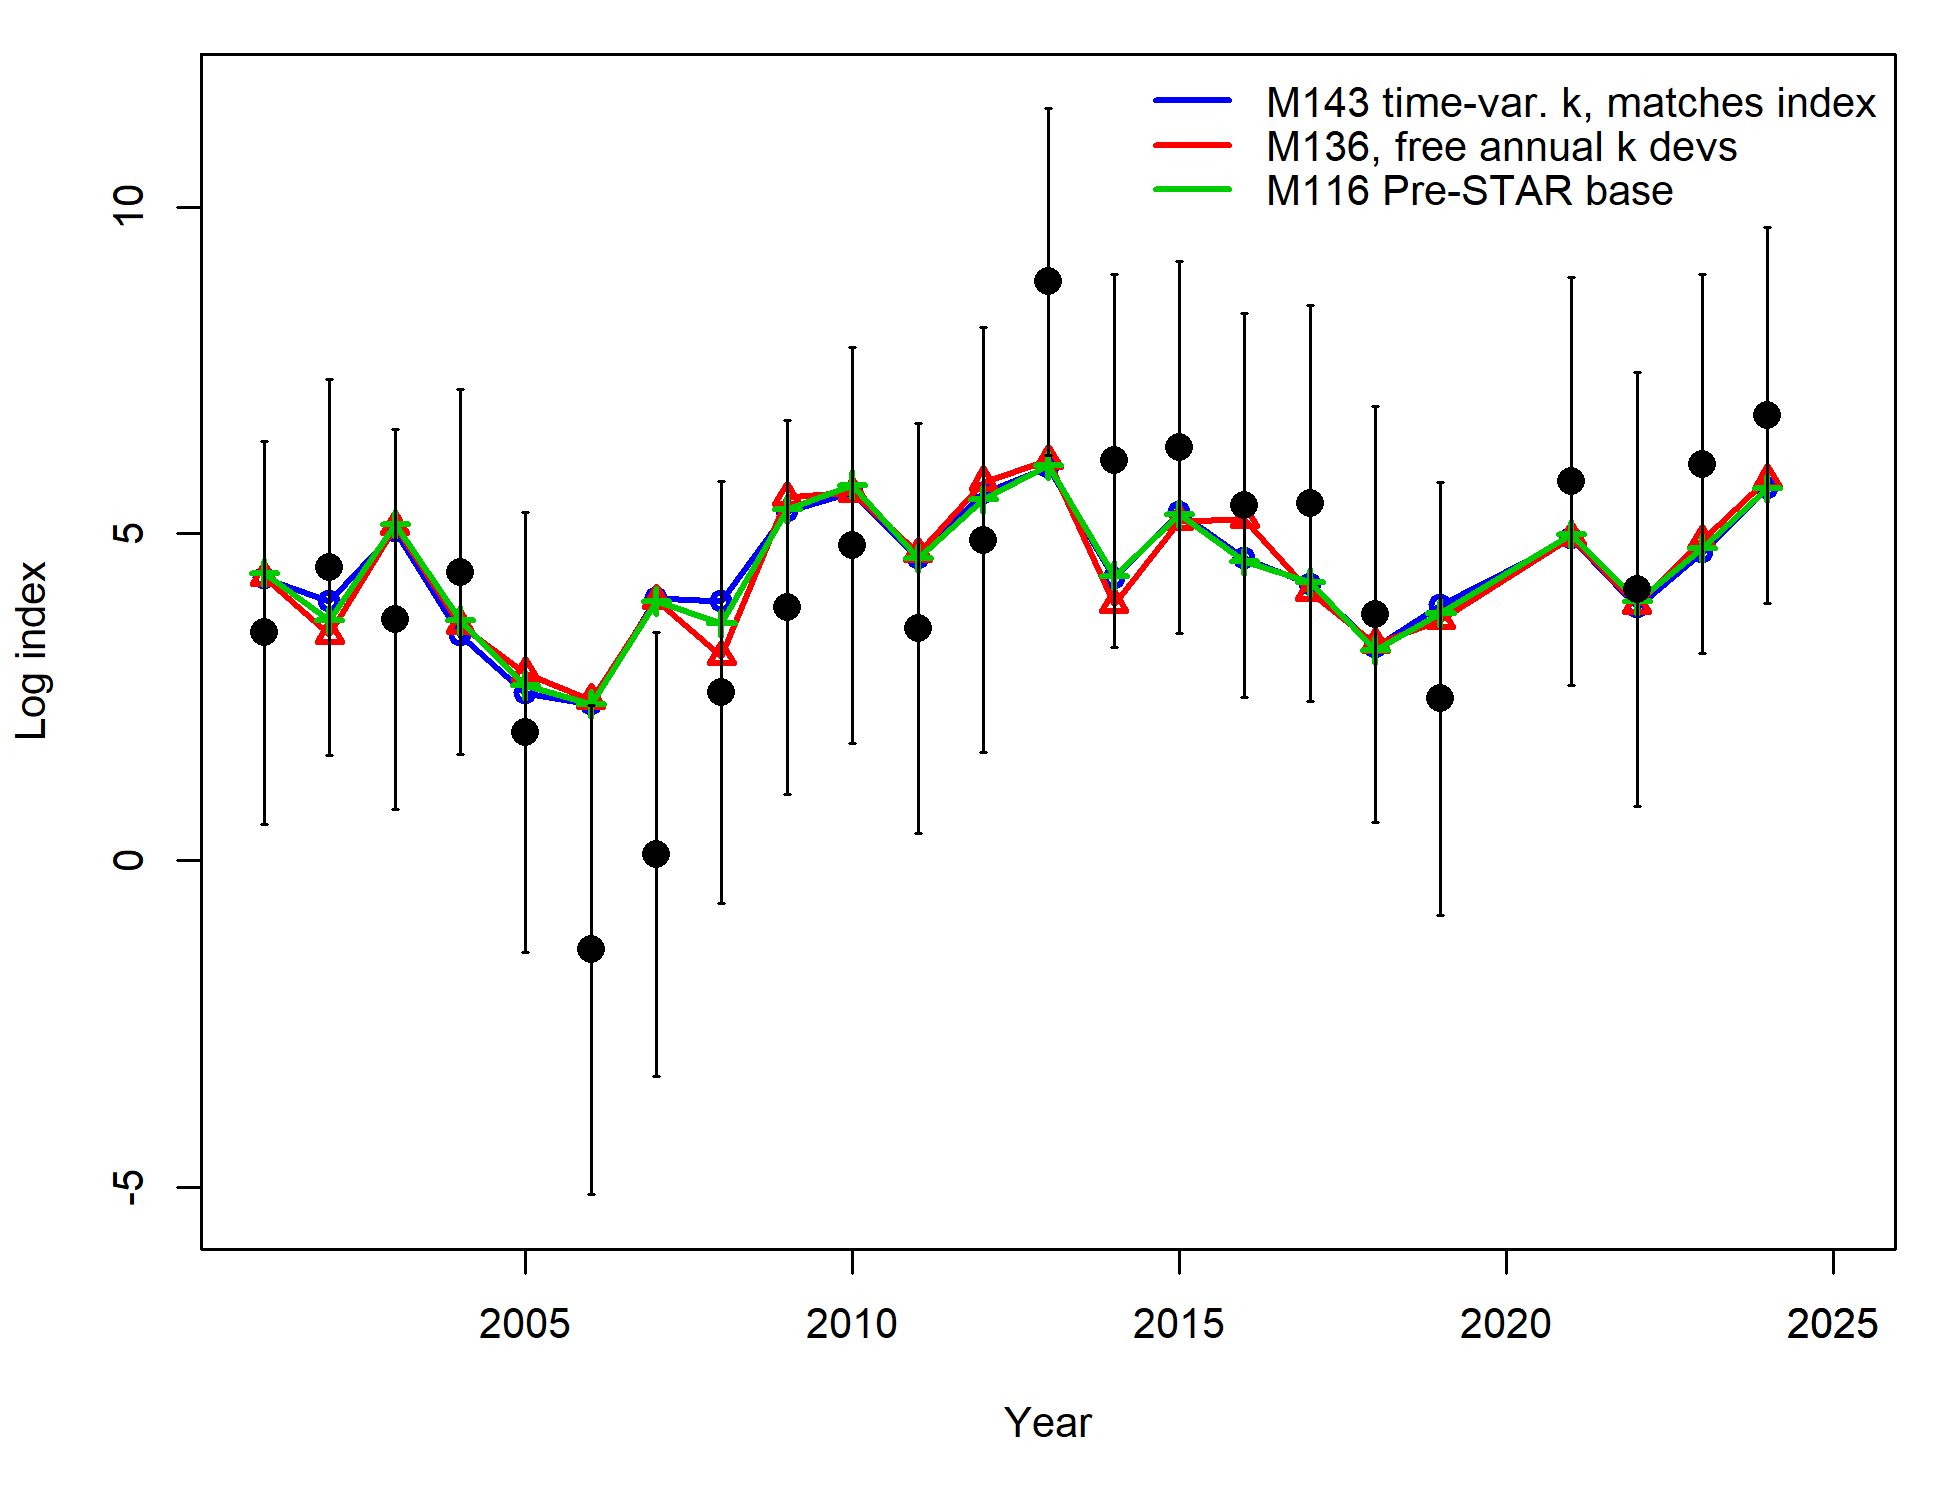 M143 time-var. k, matches index
M136, free annual k devs
M116 Pre-STAR base
10
5
0
-5
Log index
2005 2010 2015 2020 2025
Year